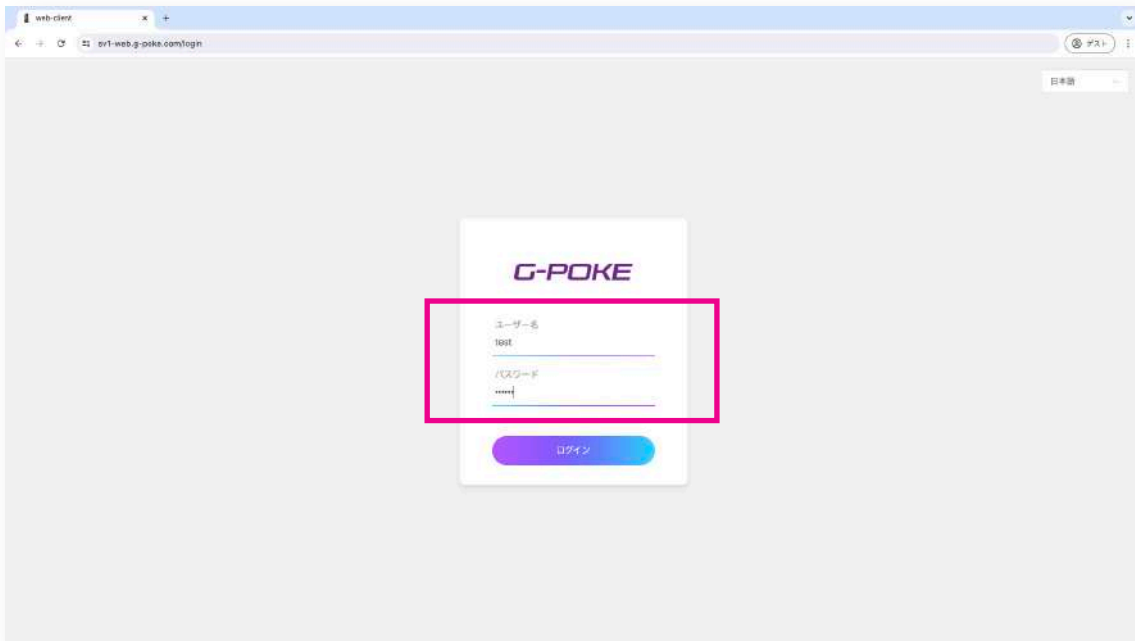 web-client
sv1-web.g-poke.com/login
ゲスト
日本語
G-POKE
ユーザー名
test
パスワード
••••••
ログイン